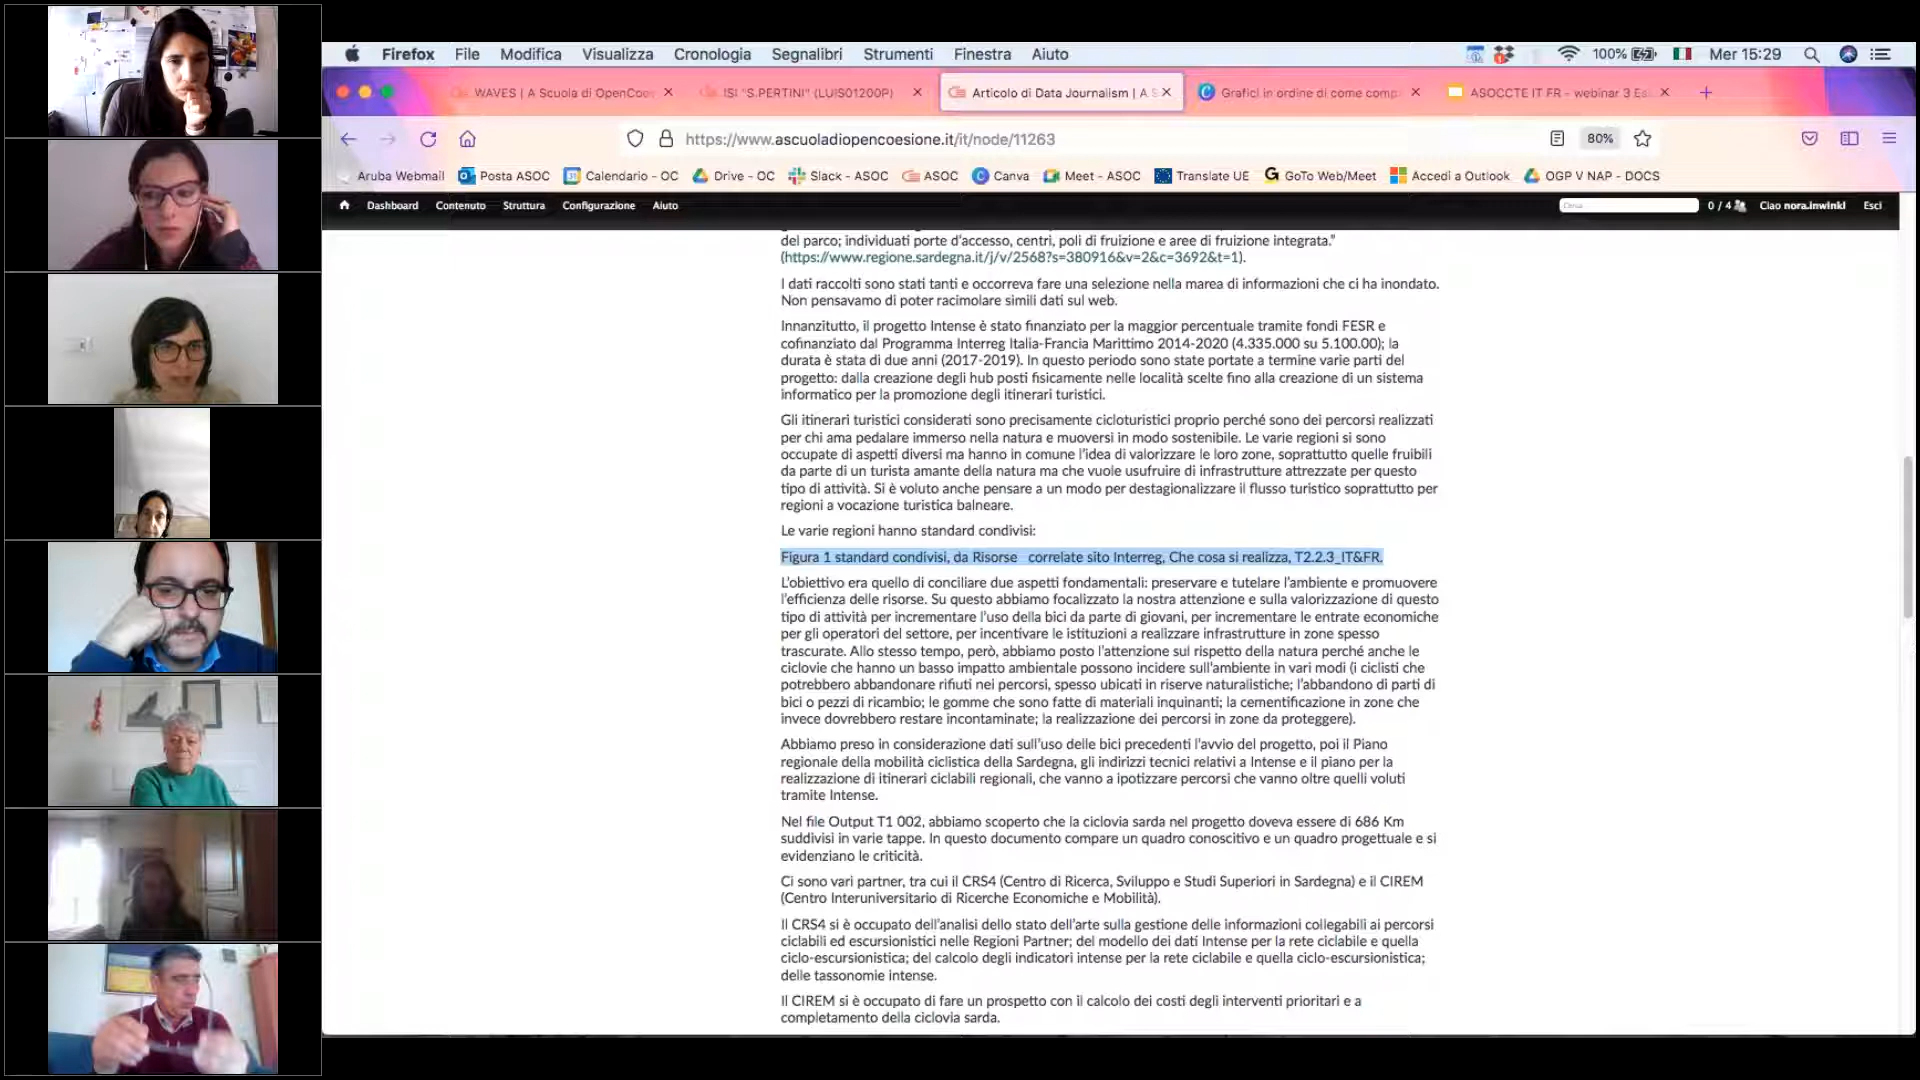 Firefox File Modifica Visualizza Cronologia Segnalibri Strumenti Finestra Aiuto 100% Mer 15:29
WAVES | A Scuola di OpenCoe ISI "S.PERTINI" (LUIS01200P) Articolo di Data Journalism | A S Grafici in ordine di come comp ASOCCTE IT FR - webinar 3 Es
https://www.ascuoladiopencoesione.it/it/node/11263 80%
Aruba Webmail Posta ASOC Calendario - OC Drive - OC Slack - ASOC ASOC Canva Meet - ASOC Translate UE GoTo Web/Meet Accedi a Outlook OGP V NAP - DOCS
Dashboard Contenuto Struttura Configurazione Aiuto Cerca 0 / 4 Ciao nora.inwinkl Esci
del parco; individuati porte d'accesso, centri, poli di fruizione e aree di fruizione integrata."
(https://www.regione.sardegna.it/j/v/2568?s=380916&v=2&c=3692&t=1).
I dati raccolti sono stati tanti e occorreva fare una selezione nella marea di informazioni che ci ha inondato.
Non pensavamo di poter racimolare simili dati sul web.
Innanzitutto, il progetto Intense è stato finanziato per la maggior percentuale tramite fondi FESR e
cofinanziato dal Programma Interreg Italia-Francia Marittimo 2014-2020 (4.335.000 su 5.100.00); la
durata è stata di due anni (2017-2019). In questo periodo sono state portate a termine varie parti del
progetto: dalla creazione degli hub posti fisicamente nelle località scelte fino alla creazione di un sistema
informatico per la promozione degli itinerari turistici.
Gli itinerari turistici considerati sono precisamente cicloturistici proprio perché sono dei percorsi realizzati
per chi ama pedalare immerso nella natura e muoversi in modo sostenibile. Le varie regioni si sono
occupate di aspetti diversi ma hanno in comune l'idea di valorizzare le loro zone, soprattutto quelle fruibili
da parte di un turista amante della natura ma che vuole usufruire di infrastrutture attrezzate per questo
tipo di attività. Si è voluto anche pensare a un modo per destagionalizzare il flusso turistico soprattutto per
regioni a vocazione turistica balneare.
Le varie regioni hanno standard condivisi:
Figura 1 standard condivisi, da Risorse correlate sito Interreg, Che cosa si realizza, T2.2.3_IT&FR.
L'obiettivo era quello di conciliare due aspetti fondamentali: preservare e tutelare l'ambiente e promuovere
l'efficienza delle risorse. Su questo abbiamo focalizzato la nostra attenzione e sulla valorizzazione di questo
tipo di attività per incrementare l'uso della bici da parte di giovani, per incrementare le entrate economiche
per gli operatori del settore, per incentivare le istituzioni a realizzare infrastrutture in zone spesso
trascurate. Allo stesso tempo, però, abbiamo posto l'attenzione sul rispetto della natura perché anche le
ciclovie che hanno un basso impatto ambientale possono incidere sull'ambiente in vari modi (i ciclisti che
potrebbero abbandonare rifiuti nei percorsi, spesso ubicati in riserve naturalistiche; l'abbandono di parti di
bici o pezzi di ricambio; le gomme che sono fatte di materiali inquinanti; la cementificazione in zone che
invece dovrebbero restare incontaminate; la realizzazione dei percorsi in zone da proteggere).
Abbiamo preso in considerazione dati sull'uso delle bici precedenti l'avvio del progetto, poi il Piano
regionale della mobilità ciclistica della Sardegna, gli indirizzi tecnici relativi a Intense e il piano per la
realizzazione di itinerari ciclabili regionali, che vanno a ipotizzare percorsi che vanno oltre quelli voluti
tramite Intense.
Nel file Output T1 002, abbiamo scoperto che la ciclovia sarda nel progetto doveva essere di 686 Km
suddivisi in varie tappe. In questo documento compare un quadro conoscitivo e un quadro progettuale e si
evidenziano le criticità.
Ci sono vari partner, tra cui il CRS4 (Centro di Ricerca, Sviluppo e Studi Superiori in Sardegna) e il CIREM
(Centro Interuniversitario di Ricerche Economiche e Mobilità).
Il CRS4 si è occupato dell'analisi dello stato dell'arte sulla gestione delle informazioni collegabili ai percorsi
ciclabili ed escursionistici nelle Regioni Partner; del modello dei dati Intense per la rete ciclabile e quella
ciclo-escursionistica; del calcolo degli indicatori intense per la rete ciclabile e quella ciclo-escursionistica;
delle tassonomie intense.
Il CIREM si è occupato di fare un prospetto con il calcolo dei costi degli interventi prioritari e a
completamento della ciclovia sarda.